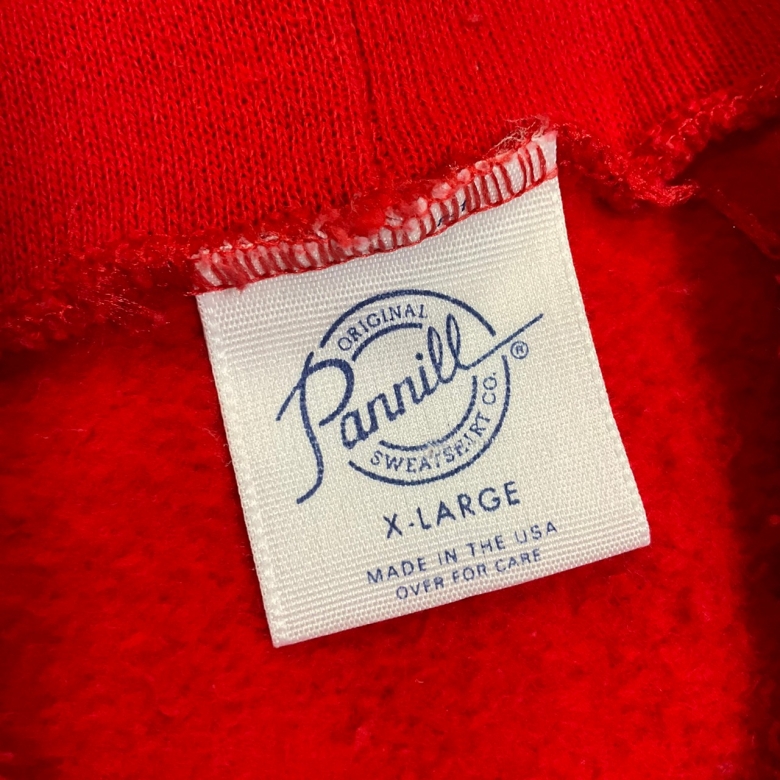 ORIGINAL
Pannill ®
SWEATSHIRT CO.
X-LARGE
MADE IN THE USA
OVER FOR CARE